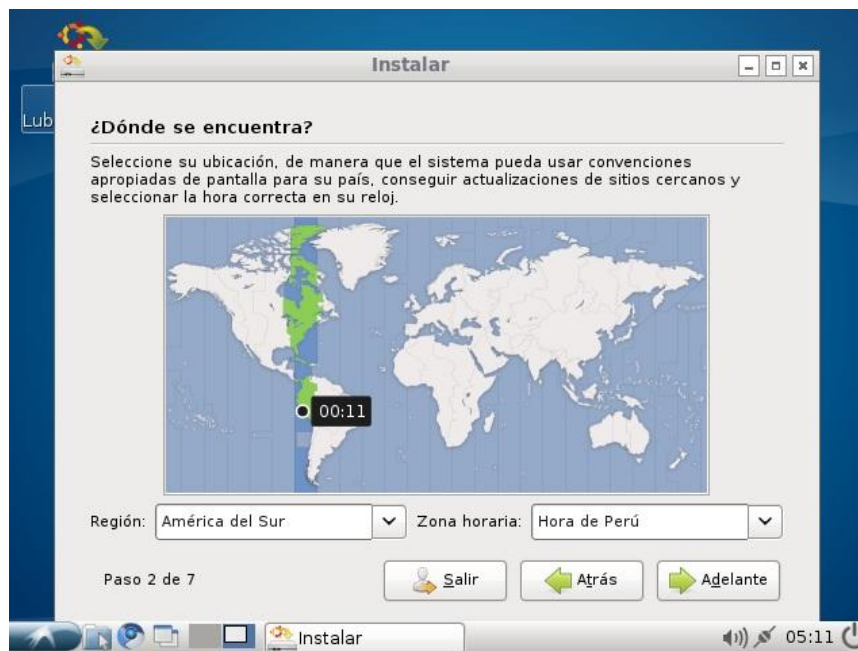 Instalar
Lub
¿Dónde se encuentra?
Seleccione su ubicación, de manera que el sistema pueda usar convenciones
apropiadas de pantalla para su país, conseguir actualizaciones de sitios cercanos y
seleccionar la hora correcta en su reloj.
00:11
Región: América del Sur Zona horaria: Hora de Perú
Paso 2 de 7 Salir Atrás Adelante
Instalar 05:11